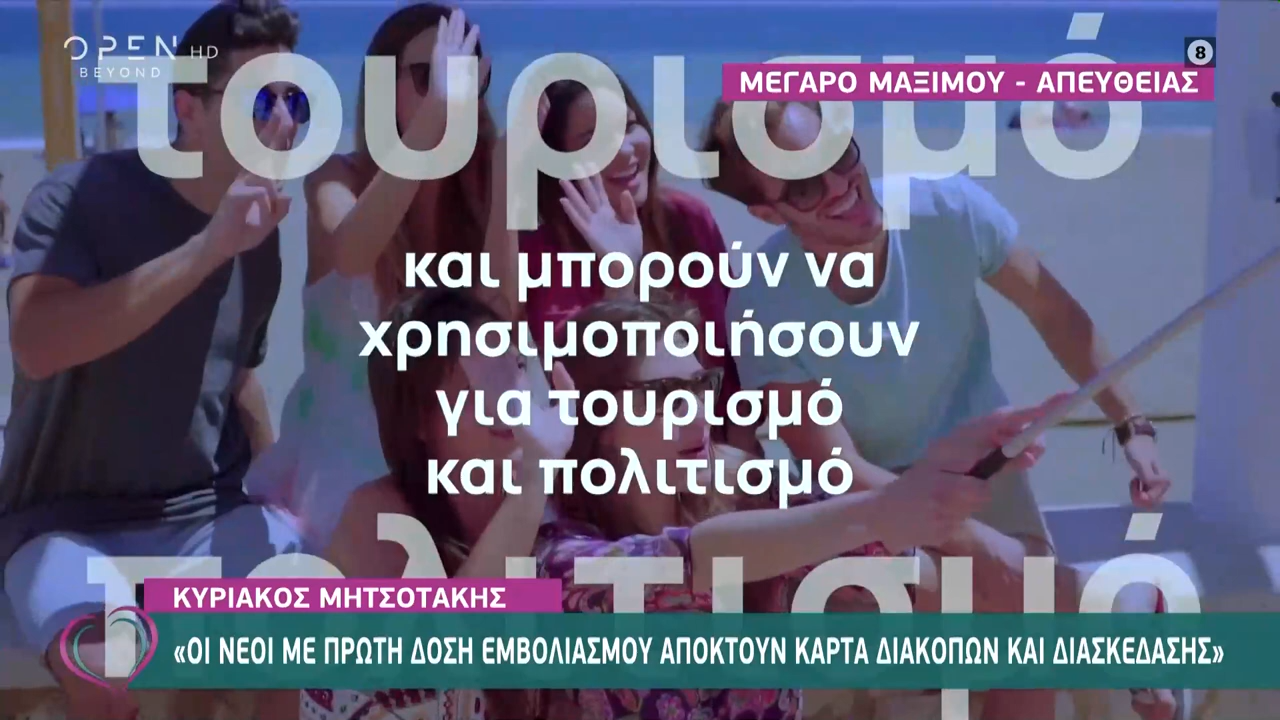 OPEN HD
BEYOND
8
ΜΕΓΑΡΟ ΜΑΞΙΜΟΥ - ΑΠΕΥΘΕΙΑΣ
τουρισμό
και μπορούν να
χρησιμοποιήσουν
για τουρισμό
και πολιτισμό
πολιτισμό
ΚΥΡΙΑΚΟΣ ΜΗΤΣΟΤΑΚΗΣ
«ΟΙ ΝΕΟΙ ΜΕ ΠΡΩΤΗ ΔΟΣΗ ΕΜΒΟΛΙΑΣΜΟΥ ΑΠΟΚΤΟΥΝ ΚΑΡΤΑ ΔΙΑΚΟΠΩΝ ΚΑΙ ΔΙΑΣΚΕΔΑΣΗΣ»